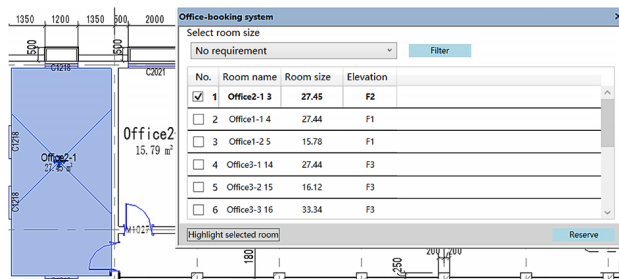 1350 1200 1350 600 2000
500
500
C1218
C2021
C1218
C1218
Office2-1
27.45 m²
Office2
15.79 m²
M1027
180
250
200 200
Office-booking system
Select room size
No requirement Filter
No. Room name Room size Elevation
1 Office2-1 3 27.45 F2
2 Office1-1 4 27.44 F1
3 Office1-2 5 15.78 F1
4 Office3-1 14 27.44 F3
5 Office3-2 15 16.12 F3
6 Office3-3 16 33.34 F3
Highlight selected room Reserve